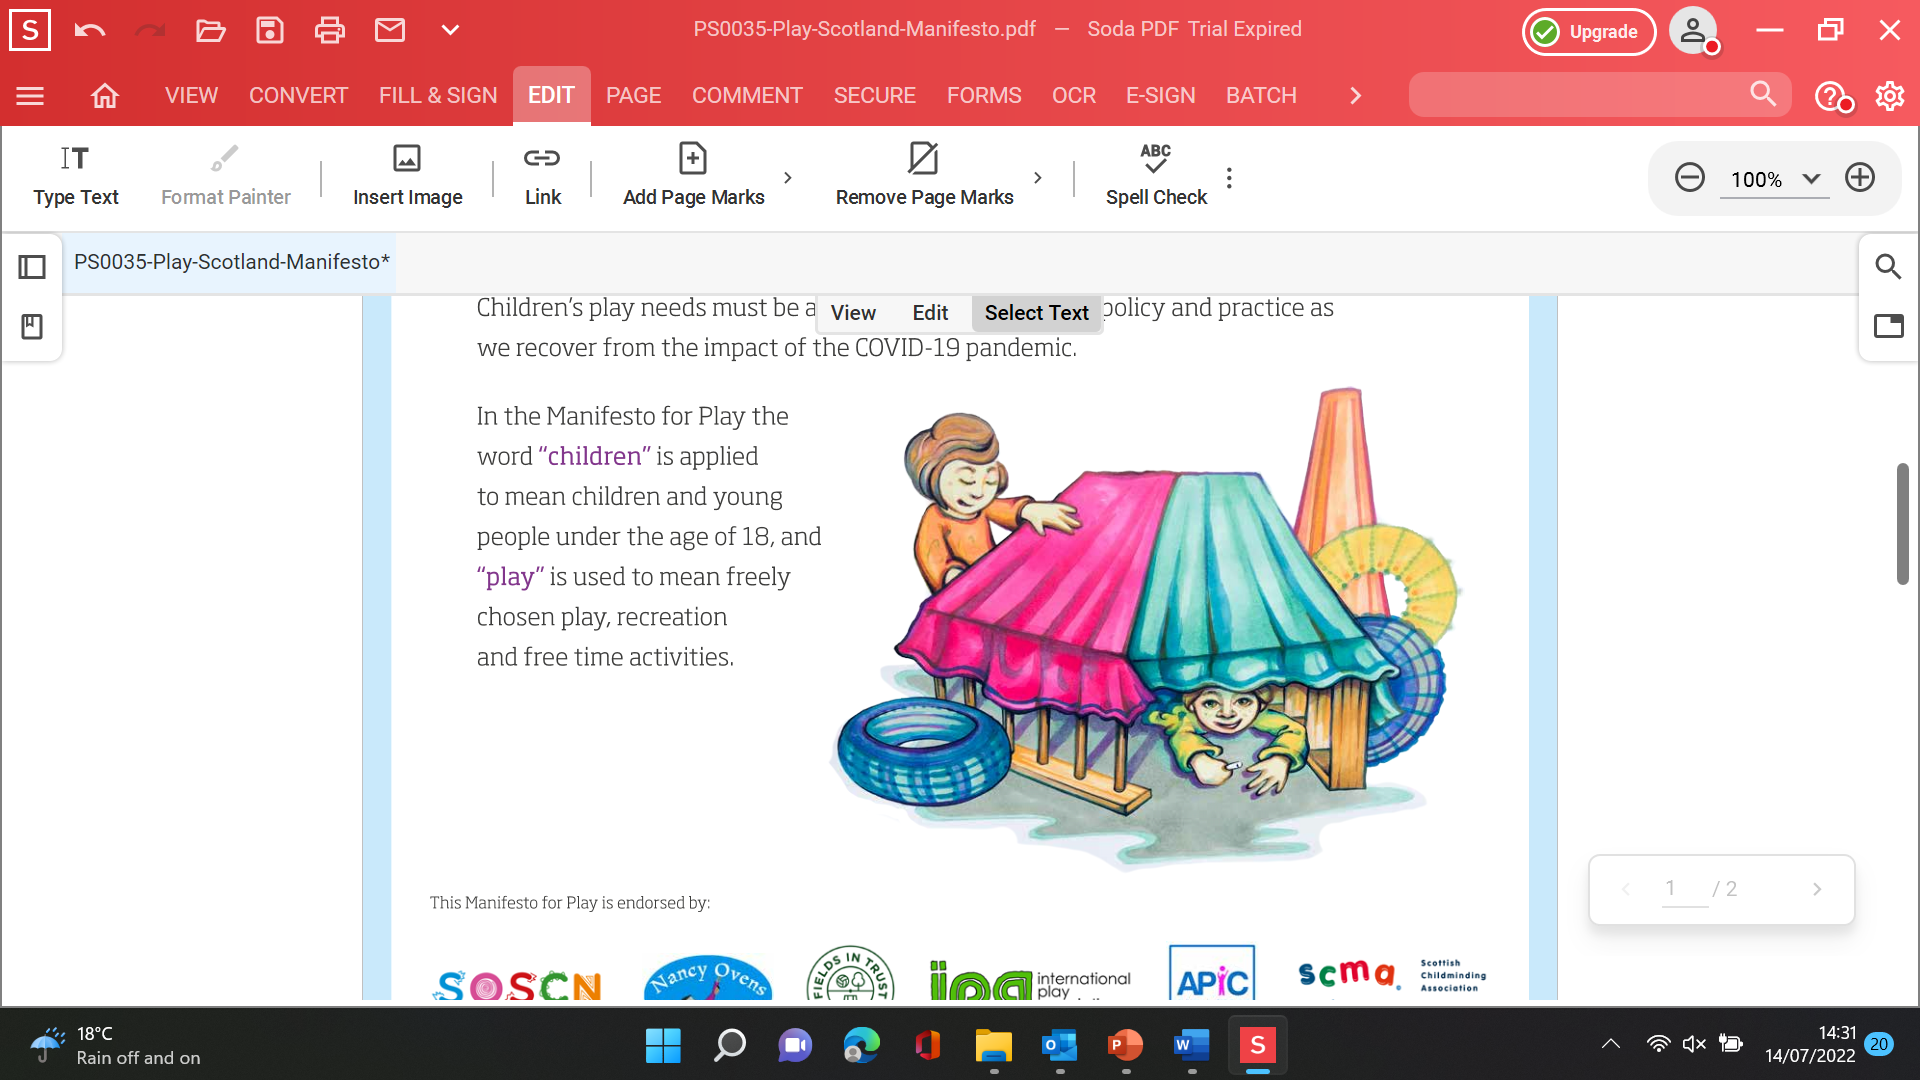 S
PS0035-Play-Scotland-Manifesto.pdf — Soda PDF Trial Expired
Upgrade
VIEW CONVERT FILL & SIGN EDIT PAGE COMMENT SECURE FORMS OCR E-SIGN BATCH
Type Text Format Painter Insert Image Link Add Page Marks Remove Page Marks ABC Spell Check 100%
PS0035-Play-Scotland-Manifesto*
View Edit Select Text
Children’s play needs must be a policy and practice as
we recover from the impact of the COVID-19 pandemic.
In the Manifesto for Play the
word “children” is applied
to mean children and young
people under the age of 18, and
“play” is used to mean freely
chosen play, recreation
and free time activities.
1 / 2
This Manifesto for Play is endorsed by:
SOSCN
Nancy Ovens
FIELDS IN TRUST
ipa international
play
APiC
scma.
Scottish
Childminding
Association
18°C
Rain off and on
14:31
14/07/2022
20